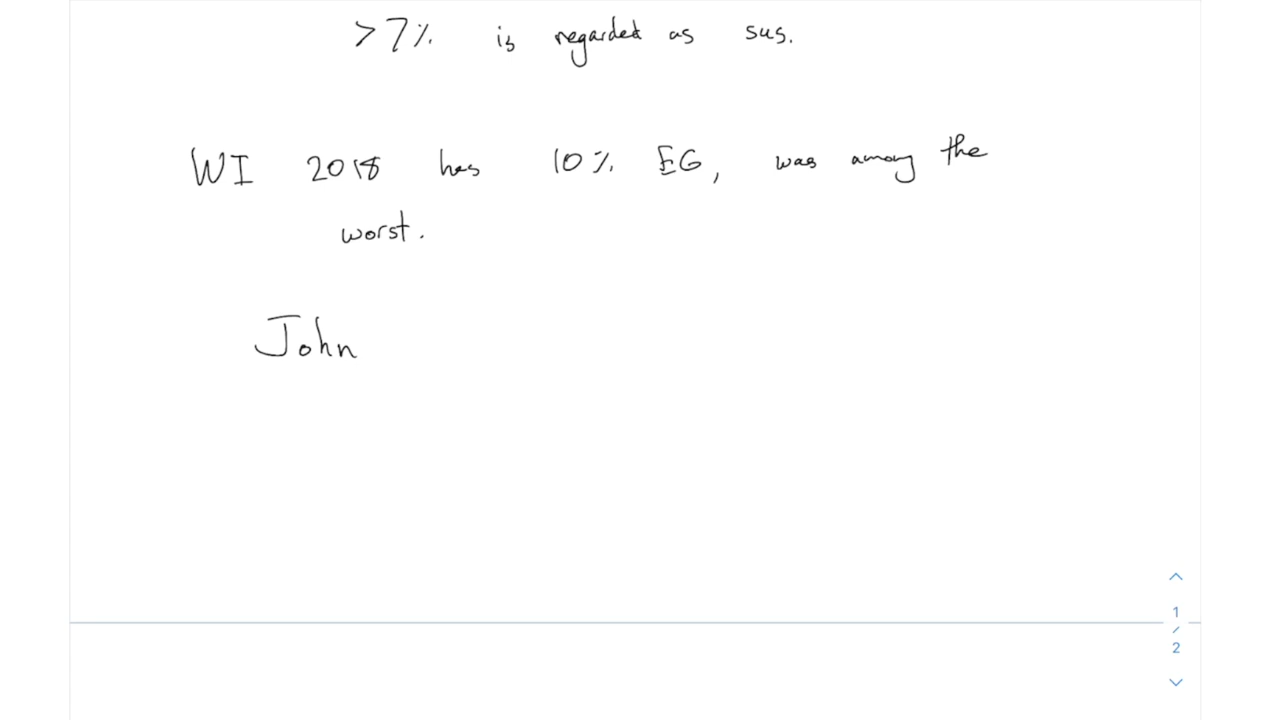 >7% is regarded as sus.
WI 2018 has 10% EG, was among the
worst.
John
1
/
2